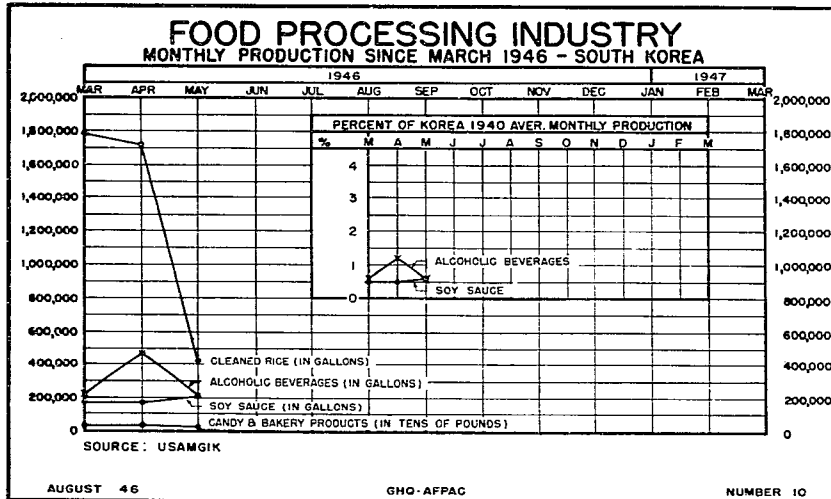 FOOD PROCESSING INDUSTRY
MONTHLY PRODUCTION SINCE MARCH 1946 – SOUTH KOREA
1946 1947
MAR APR MAY JUN JUL AUG SEP OCT NOV DEC JAN FEB MAR
2,000,000 2,000,000
PERCENT OF KOREA 1940 AVER. MONTHLY PRODUCTION
1,800,000 1,800,000
% M A M J J A S O N D J F M
1,600,000 4 1,600,000
1,400,000 3 1,400,000
1,200,000 2 1,200,000
1,000,000 1 ALCOHOLIC BEVERAGES 1,000,000
SOY SAUCE
800,000 0 800,000
600,000 600,000
400,000 CLEANED RICE (IN GALLONS) 400,000
ALCOHOLIC BEVERAGES (IN GALLONS)
200,000 SOY SAUCE (IN GALLONS) 200,000
CANDY & BAKERY PRODUCTS (IN TENS OF POUNDS)
0 0
SOURCE: USAMGIK
AUGUST 46 GHQ-AFPAC NUMBER 10